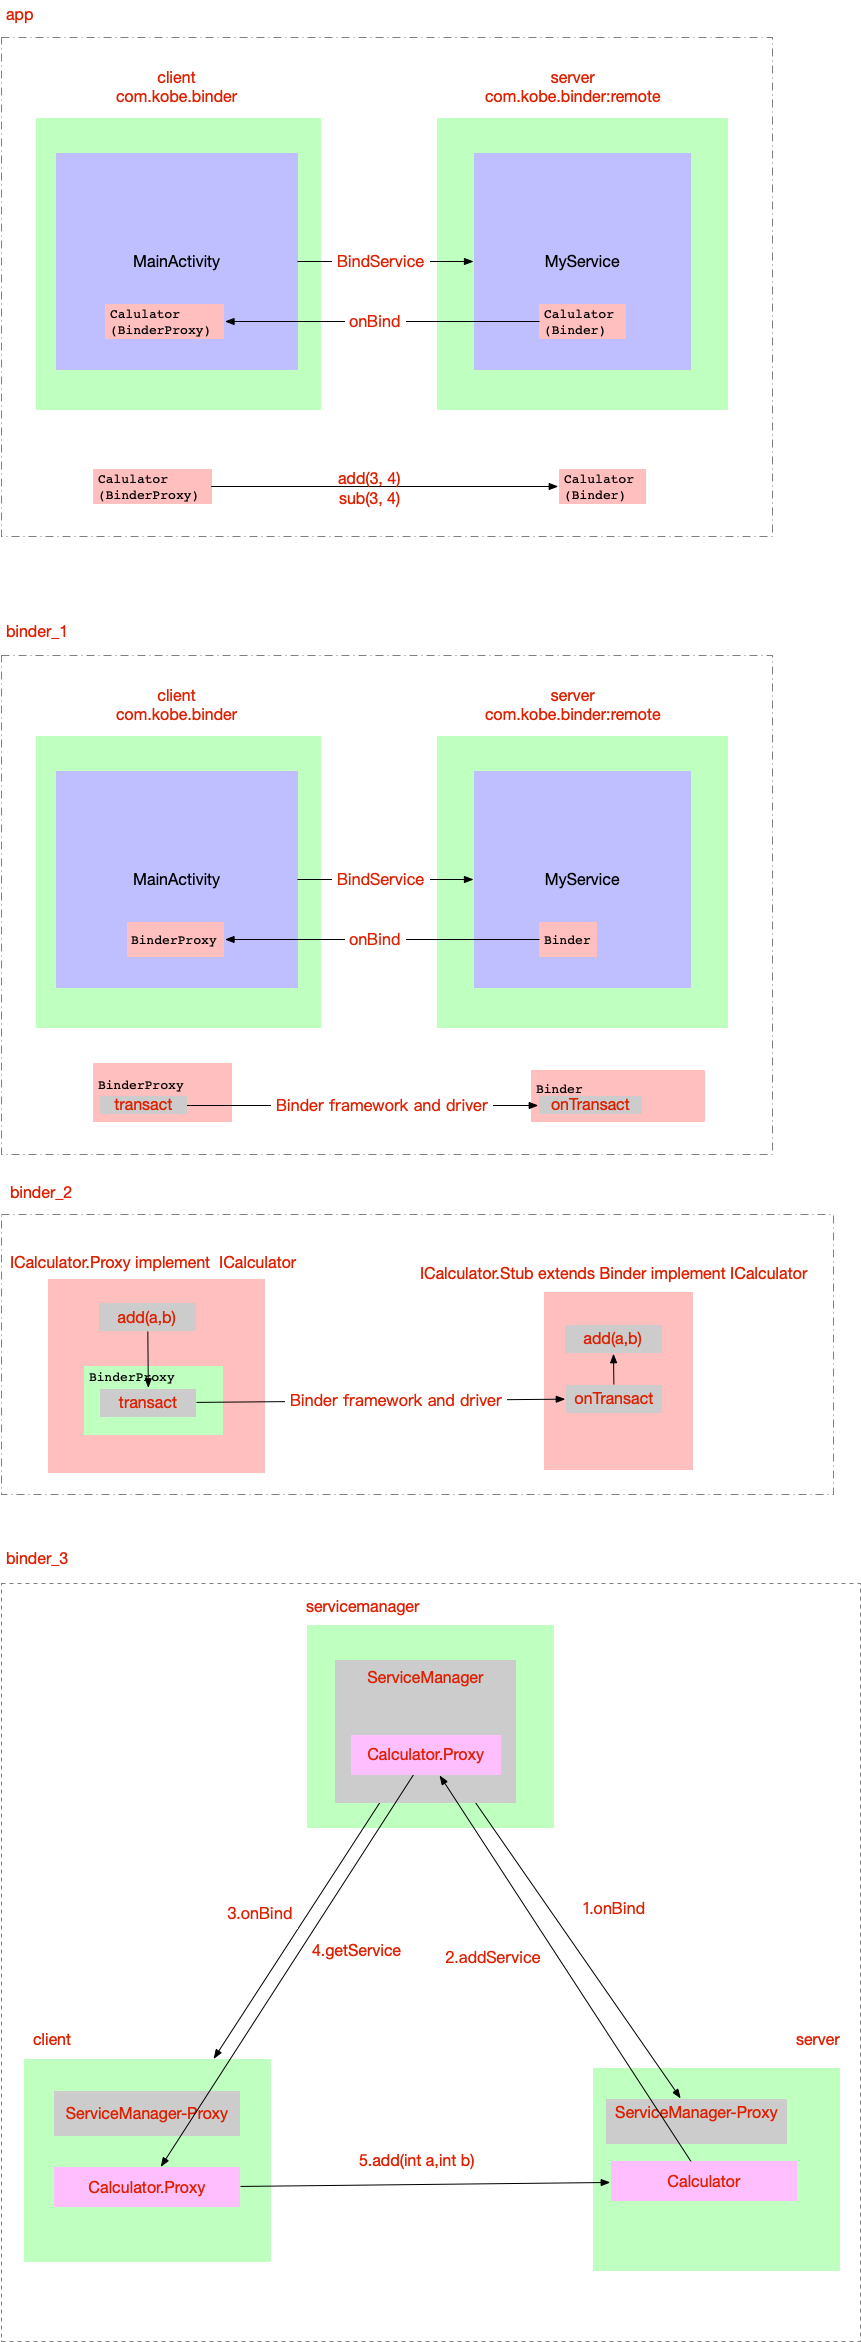 app
client
com.kobe.binder
server
com.kobe.binder:remote
MainActivity
BindService
MyService
Calulator
(BinderProxy)
onBind
Calulator
(Binder)
Calulator
(BinderProxy)
add(3, 4)
sub(3, 4)
Calulator
(Binder)
binder_1
client
com.kobe.binder
server
com.kobe.binder:remote
MainActivity
BindService
MyService
BinderProxy
onBind
Binder
BinderProxy
transact
Binder framework and driver
Binder
onTransact
binder_2
ICalculator.Proxy implement ICalculator
ICalculator.Stub extends Binder implement ICalculator
add(a,b)
add(a,b)
BinderProxy
transact
Binder framework and driver
onTransact
binder_3
servicemanager
ServiceManager
Calculator.Proxy
3.onBind
1.onBind
4.getService
2.addService
client
server
ServiceManager-Proxy
ServiceManager-Proxy
5.add(int a,int b)
Calculator.Proxy
Calculator